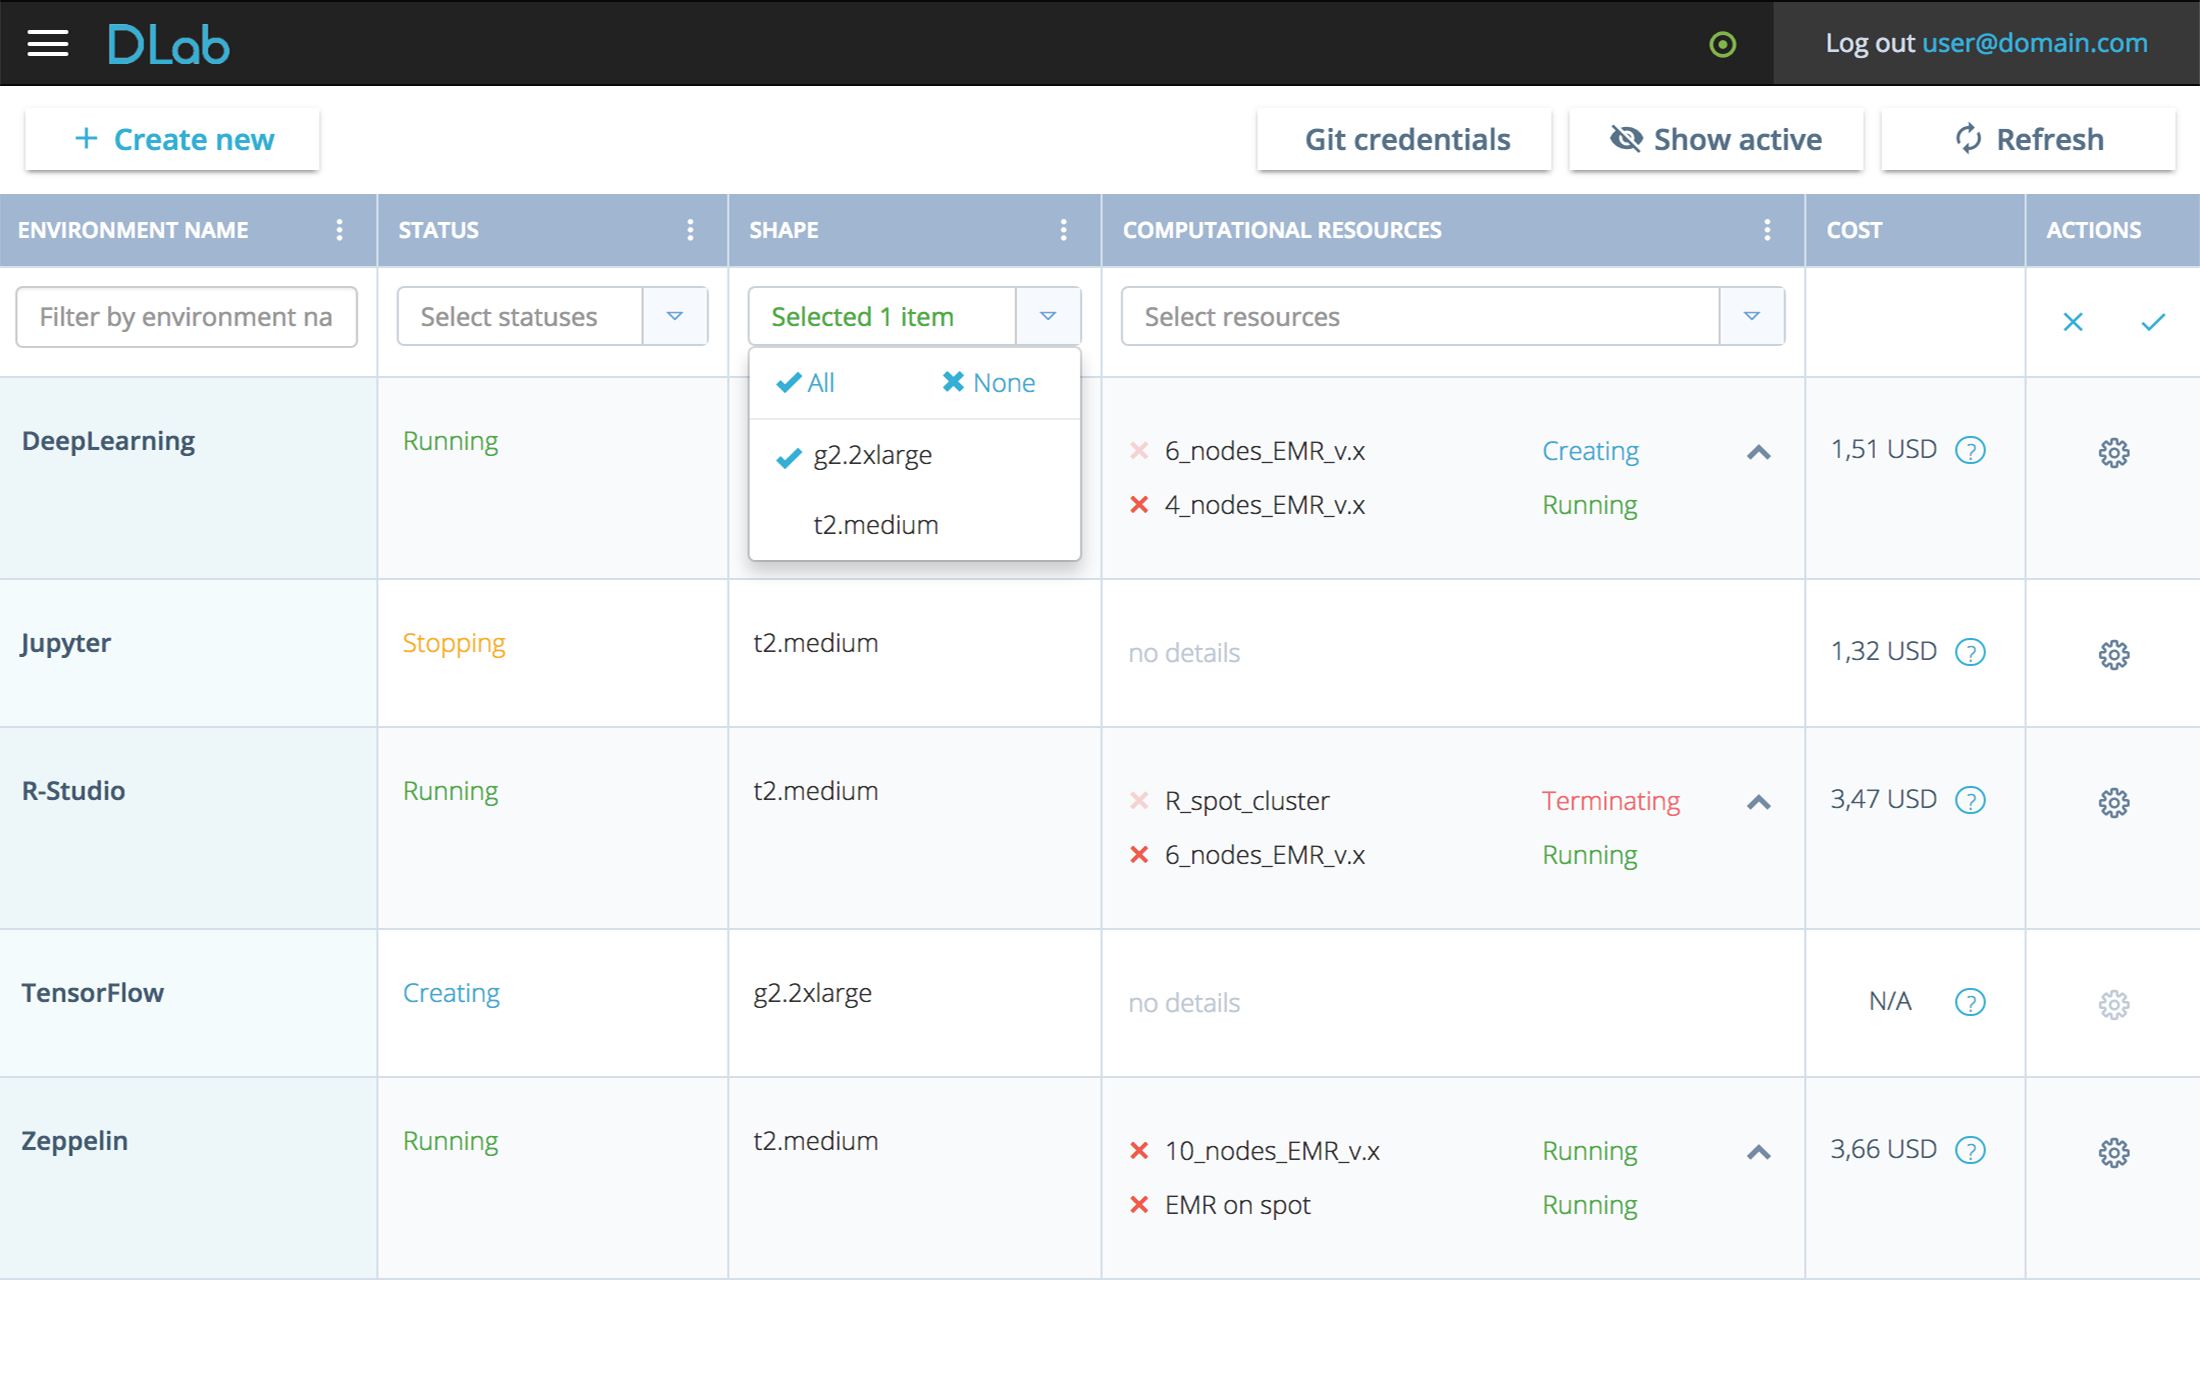 DLab
Log out user@domain.com
+ Create new
Git credentials
Show active
Refresh
ENVIRONMENT NAME
STATUS
SHAPE
COMPUTATIONAL RESOURCES
COST
ACTIONS
Filter by environment na
Select statuses
Selected 1 item
Select resources
All
None
g2.2xlarge
t2.medium
DeepLearning
Running
6_nodes_EMR_v.x
Creating
1,51 USD ?
4_nodes_EMR_v.x
Running
Jupyter
Stopping
t2.medium
no details
1,32 USD ?
R-Studio
Running
t2.medium
R_spot_cluster
Terminating
3,47 USD ?
6_nodes_EMR_v.x
Running
TensorFlow
Creating
g2.2xlarge
no details
N/A ?
Zeppelin
Running
t2.medium
10_nodes_EMR_v.x
Running
3,66 USD ?
EMR on spot
Running